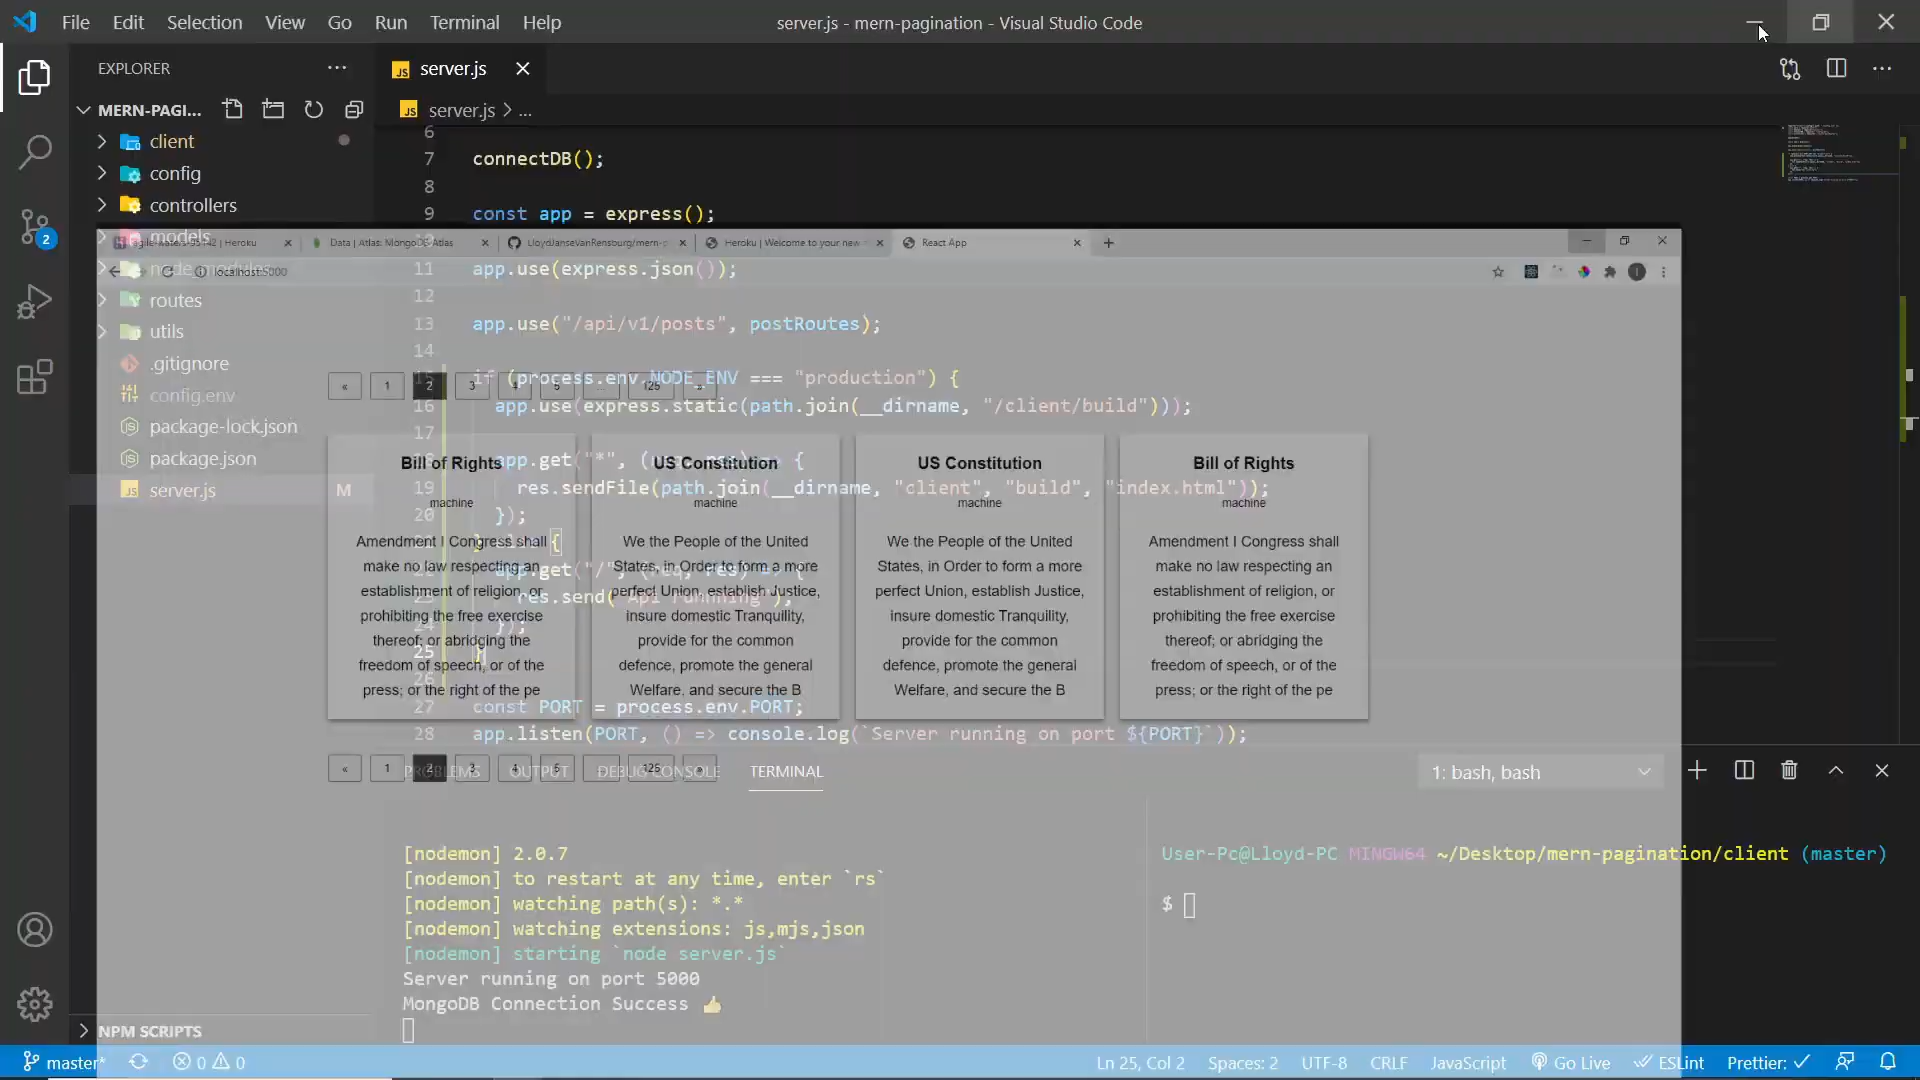 File Edit Selection View Go Run Terminal Help
server.js - mern-pagination - Visual Studio Code
EXPLORER
server.js
MERN-PAGI...
server.js > ...
client
config
controllers
models
node_modules
routes
utils
.gitignore
config.env
package-lock.json
package.json
server.js M
2
6
7 connectDB();
8
9 const app = express();
agile-waters-95142 | Heroku
Data | Atlas: MongoDB Atlas
LloydJanseVanRensburg/mern-p
Heroku | Welcome to your new
React App
localhost:5000
11 app.use(express.json());
12
13 app.use("/api/v1/posts", postRoutes);
14
15 if (process.env.NODE_ENV === "production") {
16 app.use(express.static(path.join(__dirname, "/client/build")));
17
18 app.get("*", (req, res) => {
19 res.sendFile(path.join(__dirname, "client", "build", "index.html"));
20 });
{
22 app.get("/", (req, res) => {
23 res.send("Api running");
24 });
25 }
26
27 const PORT = process.env.PORT;
28 app.listen(PORT, () => console.log(`Server running on port ${PORT}`));
« 1 2 3 4 5 ... 125 »
Bill of Rights
machine
Amendment I Congress shall
make no law respecting an
establishment of religion, or
prohibiting the free exercise
thereof; or abridging the
freedom of speech, or of the
press; or the right of the pe
US Constitution
machine
We the People of the United
States, in Order to form a more
perfect Union, establish Justice,
insure domestic Tranquility,
provide for the common
defence, promote the general
Welfare, and secure the B
US Constitution
machine
We the People of the United
States, in Order to form a more
perfect Union, establish Justice,
insure domestic Tranquility,
provide for the common
defence, promote the general
Welfare, and secure the B
Bill of Rights
machine
Amendment I Congress shall
make no law respecting an
establishment of religion, or
prohibiting the free exercise
thereof; or abridging the
freedom of speech, or of the
press; or the right of the pe
« 1 2 3 4 5 ... 125 »
PROBLEMS OUTPUT DEBUG CONSOLE TERMINAL
1: bash, bash
[nodemon] 2.0.7
[nodemon] to restart at any time, enter `rs`
[nodemon] watching path(s): *.*
[nodemon] watching extensions: js,mjs,json
[nodemon] starting `node server.js`
Server running on port 5000
MongoDB Connection Success 👍
User-Pc@Lloyd-PC MINGW64 ~/Desktop/mern-pagination/client (master)
$
NPM SCRIPTS
master* 0 0
Ln 25, Col 2 Spaces: 2 UTF-8 CRLF JavaScript Go Live ESLint Prettier: ✓